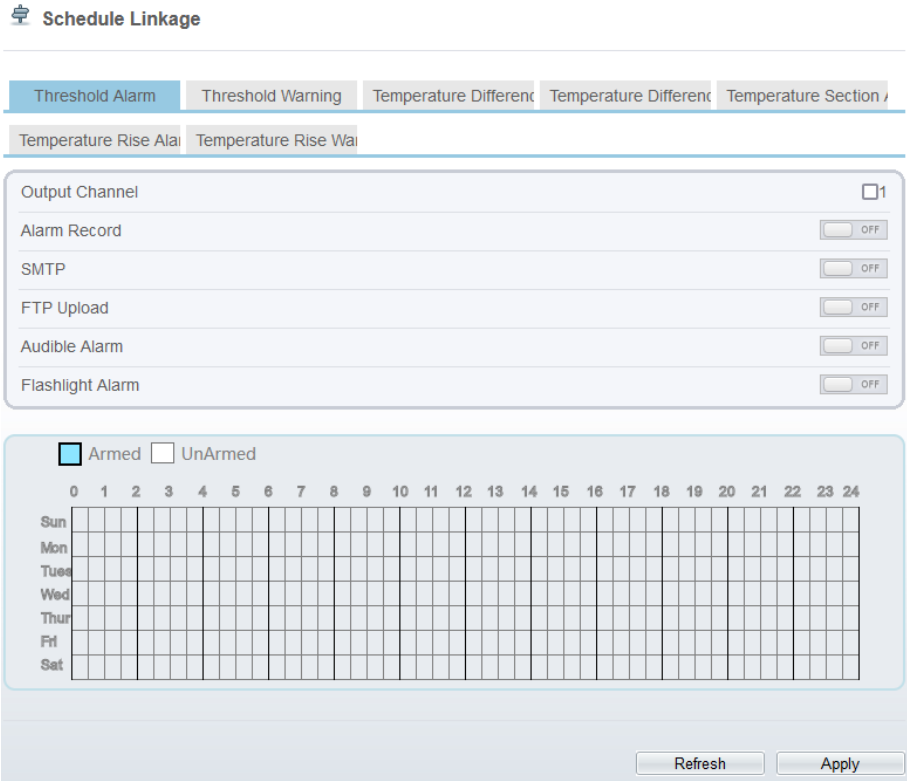 Schedule Linkage
Threshold Alarm Threshold Warning Temperature Differenc Temperature Differenc Temperature Section
Temperature Rise Alar Temperature Rise War
Output Channel 1
Alarm Record OFF
SMTP OFF
FTP Upload OFF
Audible Alarm OFF
Flashlight Alarm OFF
Armed UnArmed
0 1 2 3 4 5 6 7 8 9 10 11 12 13 14 15 16 17 18 19 20 21 22 23 24
Sun
Mon
Tues
Wed
Thur
Fri
Sat
Refresh Apply